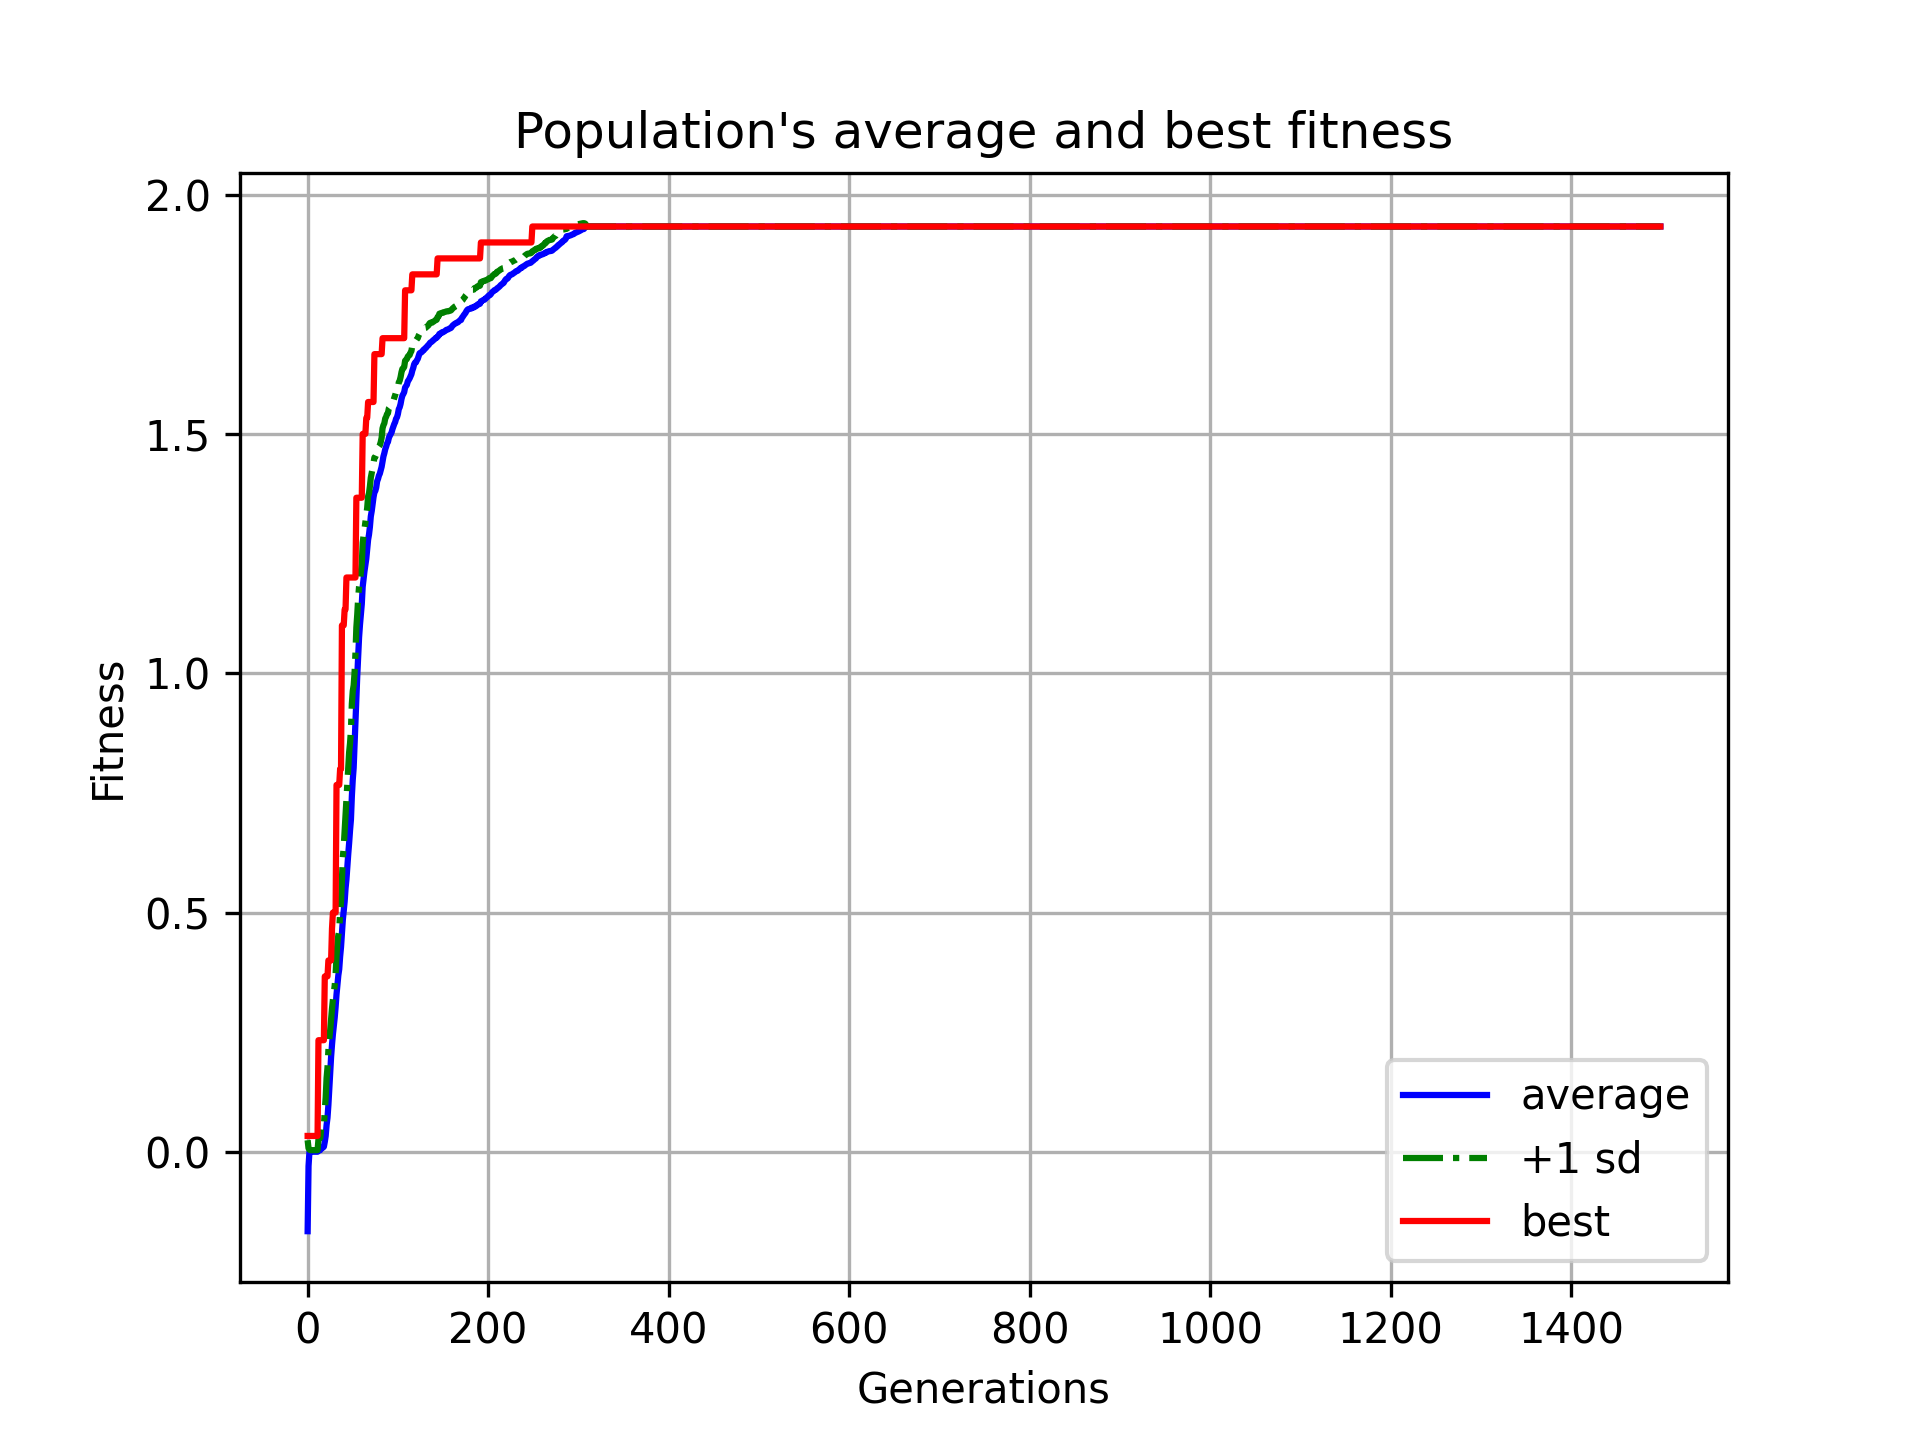 Population's average and best fitness
2.0
1.5
1.0
0.5
0.0
Fitness
0 200 400 600 800 1000 1200 1400
Generations
average
+1 sd
best